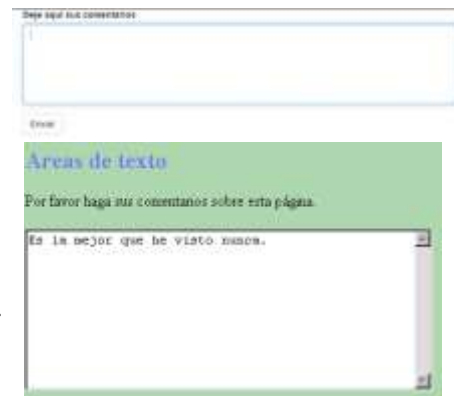 Deje aquí sus comentarios
Enviar
Areas de texto
Por favor haga sus comentarios sobre esta página.
Es la mejor que he visto nunca.